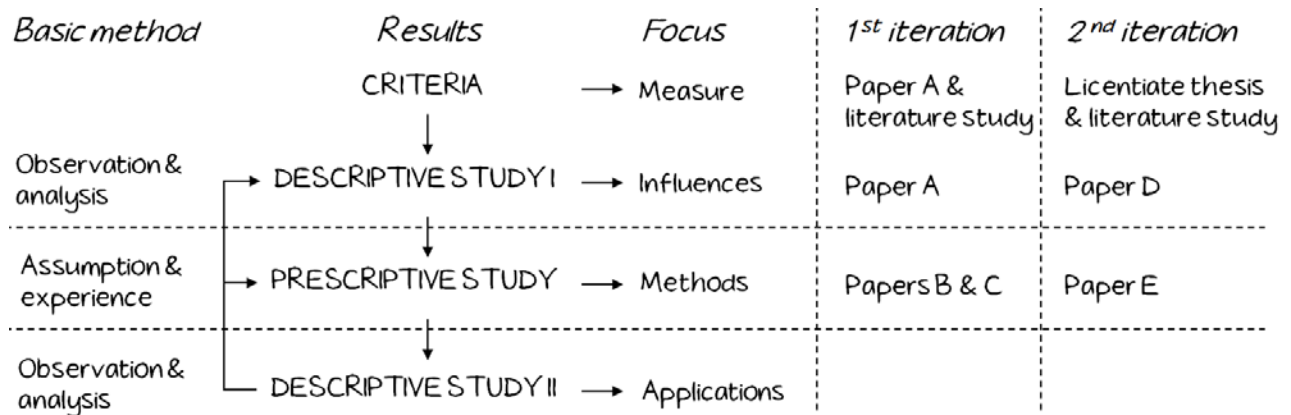 Basic method Results Focus 1st iteration 2nd iteration
CRITERIA Measure Paper A & Licentiate thesis
literature study & literature study
Observation & DESCRIPTIVE STUDY I Influences Paper A Paper D
analysis
Assumption & PRESCRIPTIVE STUDY Methods Papers B & C Paper E
experience
Observation & DESCRIPTIVE STUDY II Applications
analysis